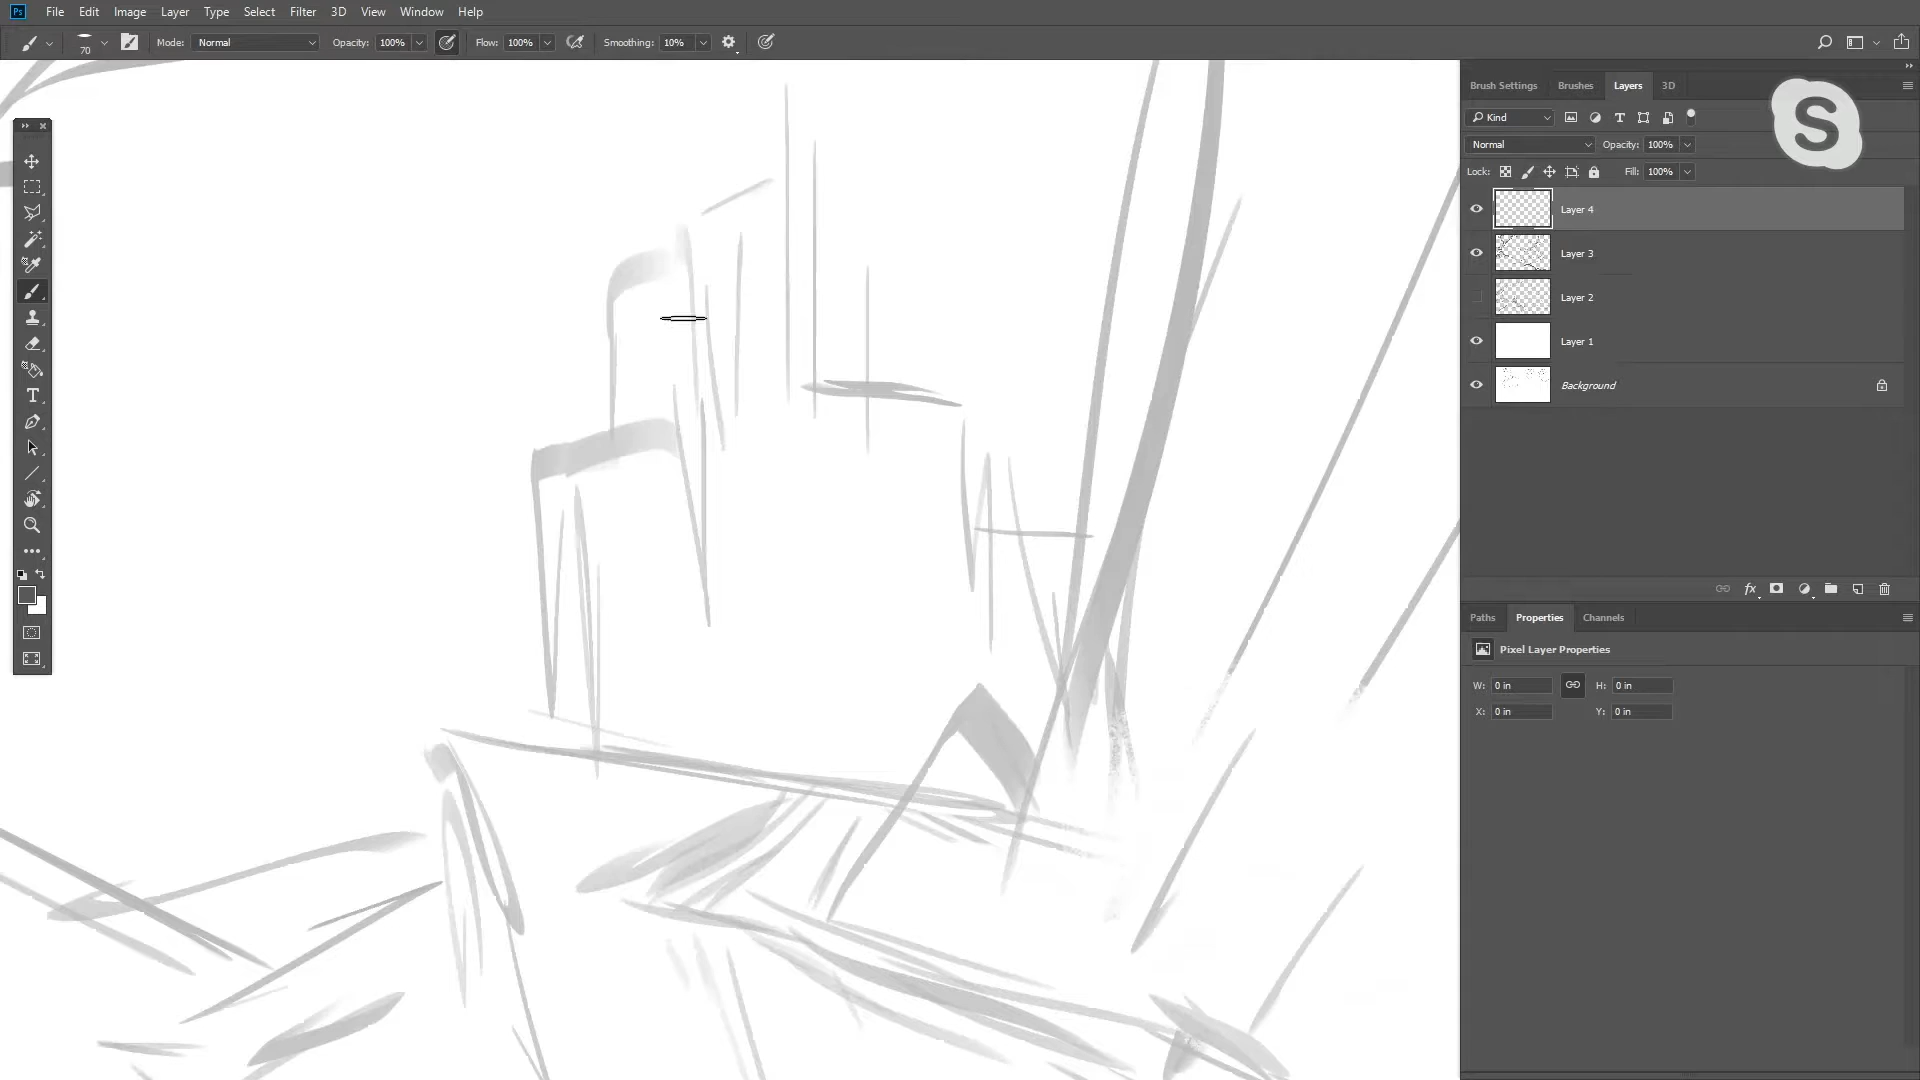 Ps File Edit Image Layer Type Select Filter 3D View Window Help
70 Mode: Normal Opacity: 100% Flow: 100% Smoothing: 10%
Brush Settings Brushes Layers 3D
Kind
Normal Opacity: 100%
Lock: Fill: 100%
Layer 4
Layer 3
Layer 2
Layer 1
Background
Paths Properties Channels
Pixel Layer Properties
W: 0 in H: 0 in
X: 0 in Y: 0 in